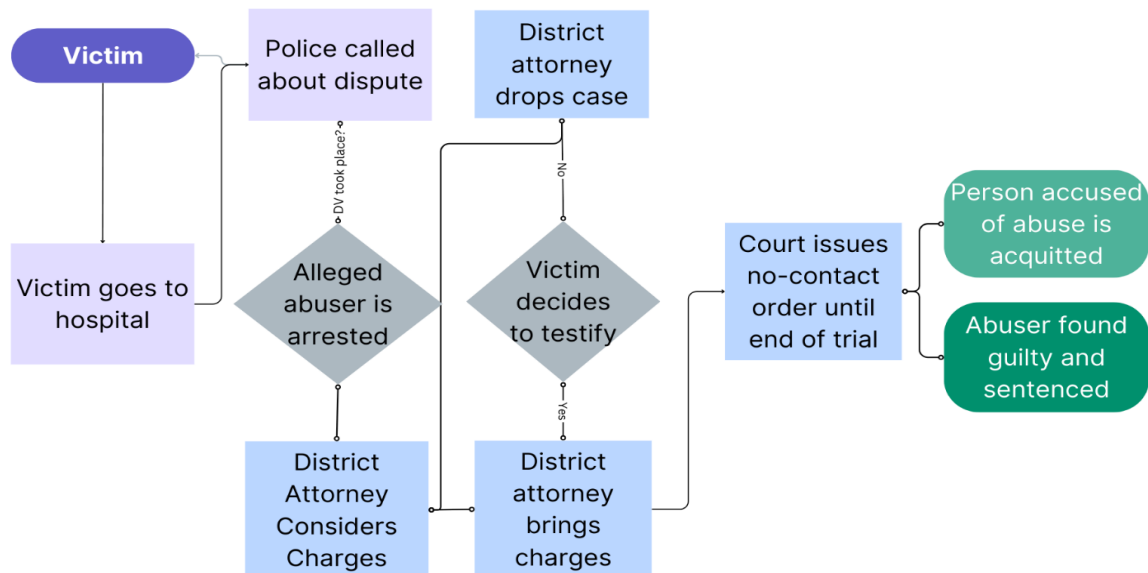 Victim
Police called
about dispute
District
attorney
drops case
DV took place?
No
Person accused
of abuse is
acquitted
Victim goes to
hospital
Alleged
abuser is
arrested
Victim
decides
to testify
Court issues
no-contact
order until
end of trial
Abuser found
guilty and
sentenced
Yes
District
Attorney
Considers
Charges
District
attorney
brings
charges